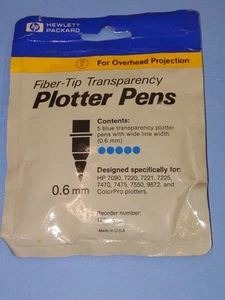 hp
HEWLETT
PACKARD
For Overhead Projection
Fiber-Tip Transparency
Plotter Pens
Contents:
5 blue transparency plotter
pens with wide line width
(0.6 mm)
0.6 mm
Designed specifically for:
HP 7090, 7220, 7221, 7225,
7470, 7475, 7550, 9872, and
ColorPro plotters.
Reorder number:
Made in U.S.A.